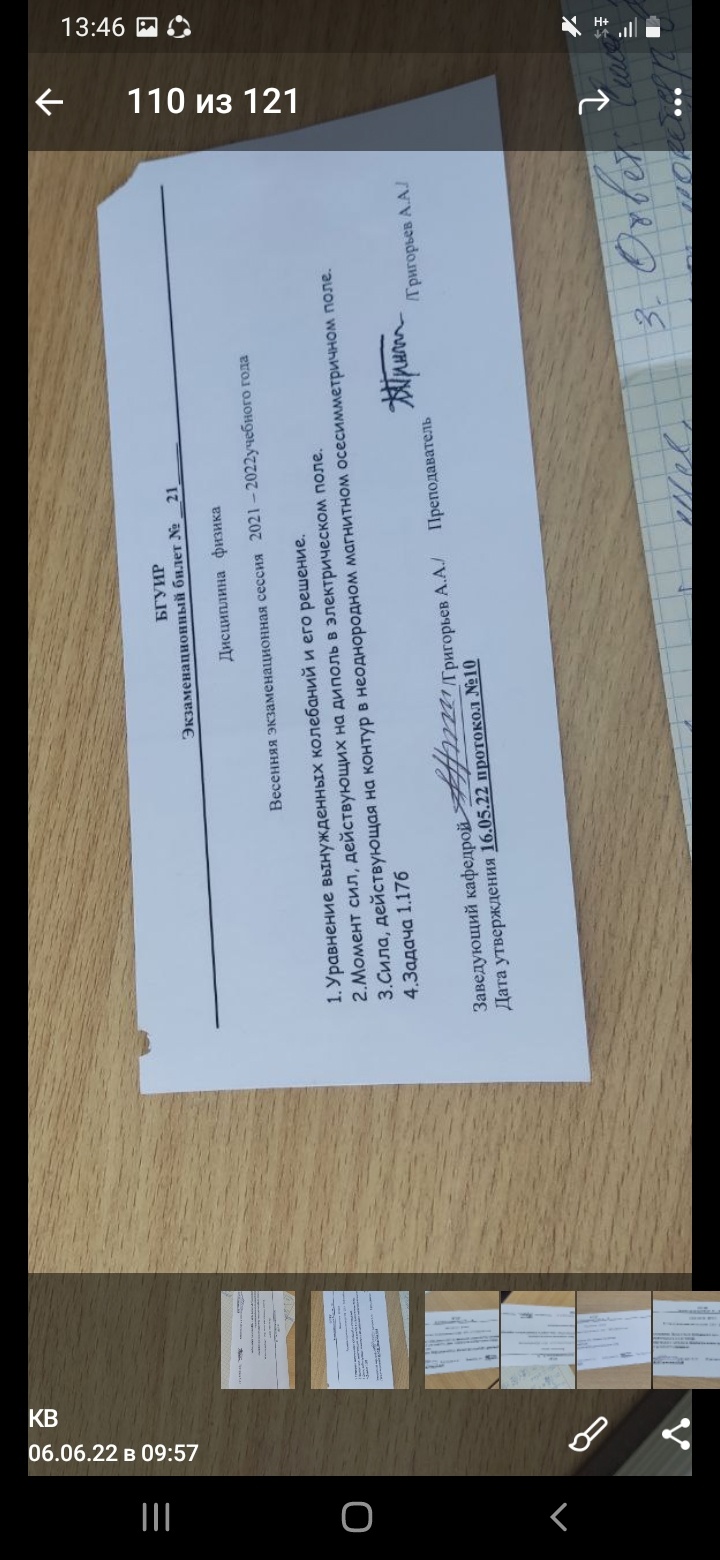 13:46
H+
110 из 121
БГУИР
Экзаменационный билет № 21
Дисциплина физика
Весенняя экзаменационная сессия 2021 – 2022учебного года
1.Уравнение вынужденных колебаний и его решение.
2.Момент сил, действующих на диполь в электрическом поле.
3.Сила, действующая на контур в неоднородном магнитном осесимметричном поле.
4.Задача 1.176
Заведующий кафедрой /Григорьев А.А./ Преподаватель /Григорьев А.А./
Дата утверждения 16.05.22 протокол №10
3. Ответ:
КВ
06.06.22 в 09:57